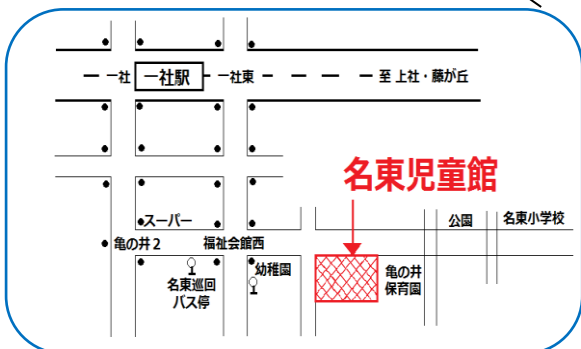 一社
一社駅
一社東
至 上社・藤が丘
名東児童館
スーパー
公園
名東小学校
亀の井2
福祉会館西
名東巡回
バス停
幼稚園
亀の井
保育園